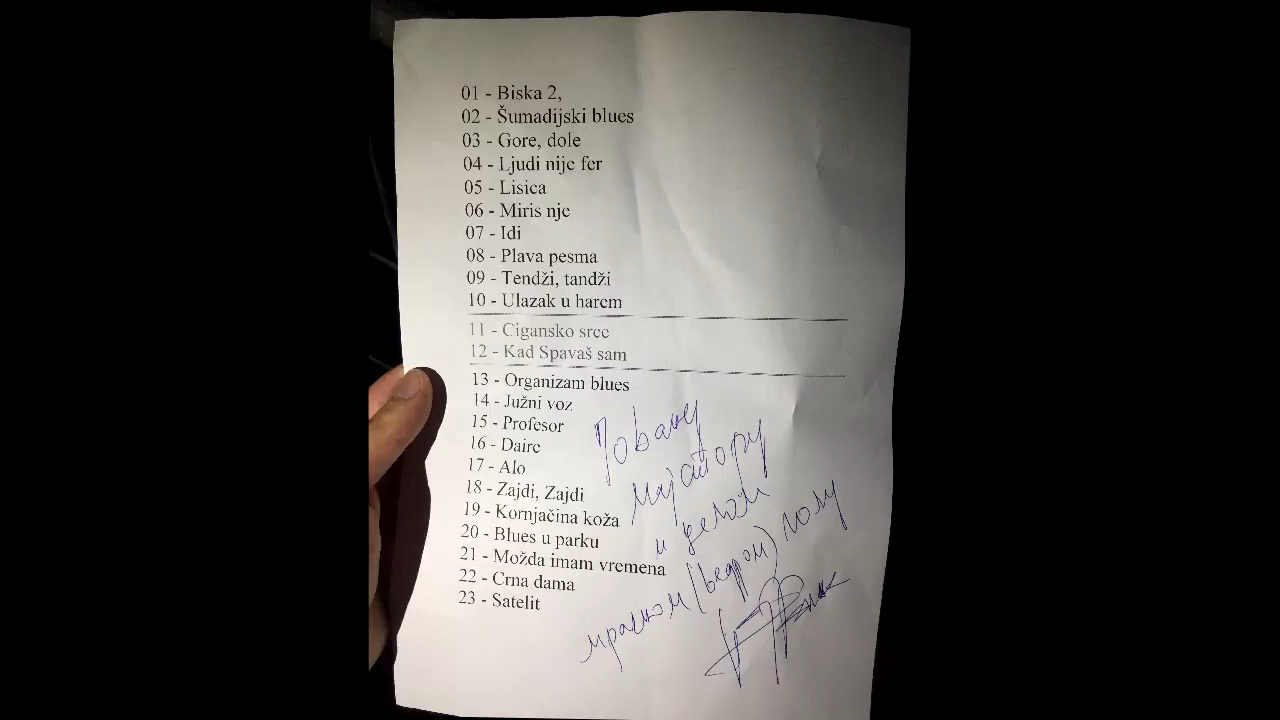 01 - Biska 2,
02 - Šumadijski blues
03 - Gore, dole
04 - Ljudi nije fer
05 - Lisica
06 - Miris nje
07 - Idi
08 - Plava pesma
09 - Tendži, tandži
10 - Ulazak u harem
11 - Cigansko srce
12 - Kad Spavaš sam
13 - Organizam blues
14 - Južni voz
15 - Profesor
16 - Daire
17 - Alo
18 - Zajdi, Zajdi
19 - Kornjačina koža
20 - Blues u parku
21 - Možda imam vremena
22 - Crna dama
23 - Satelit
Јовану
мајстору
и целом
мрачном (ведром)